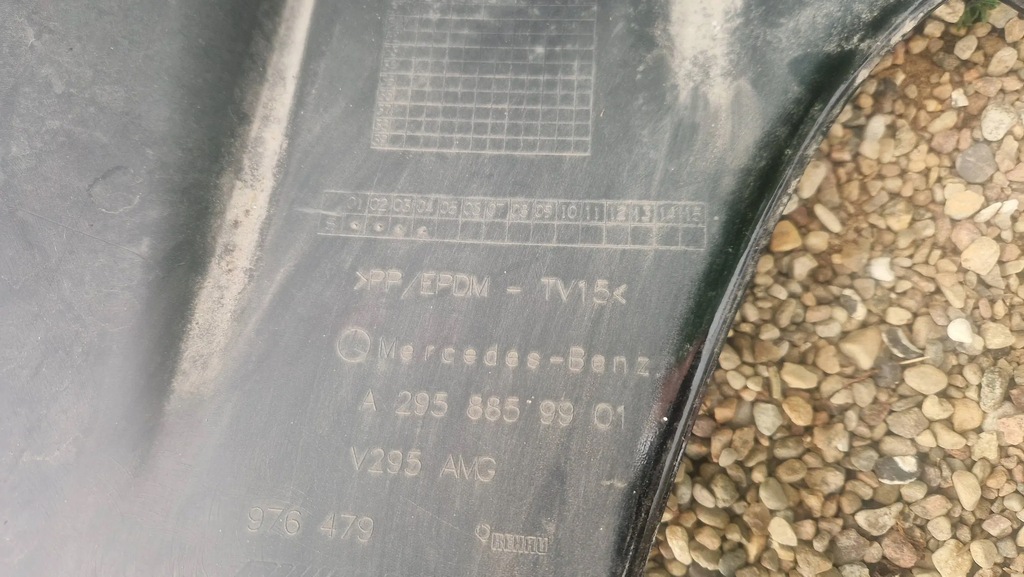 01 02 03 04 05 06 07 08 09 10 11 12 13 14 15
>PP/EPDM - TV15<
Mercedes-Benz
A 295 885 99 01
V295 AMG
976 479
REHAU